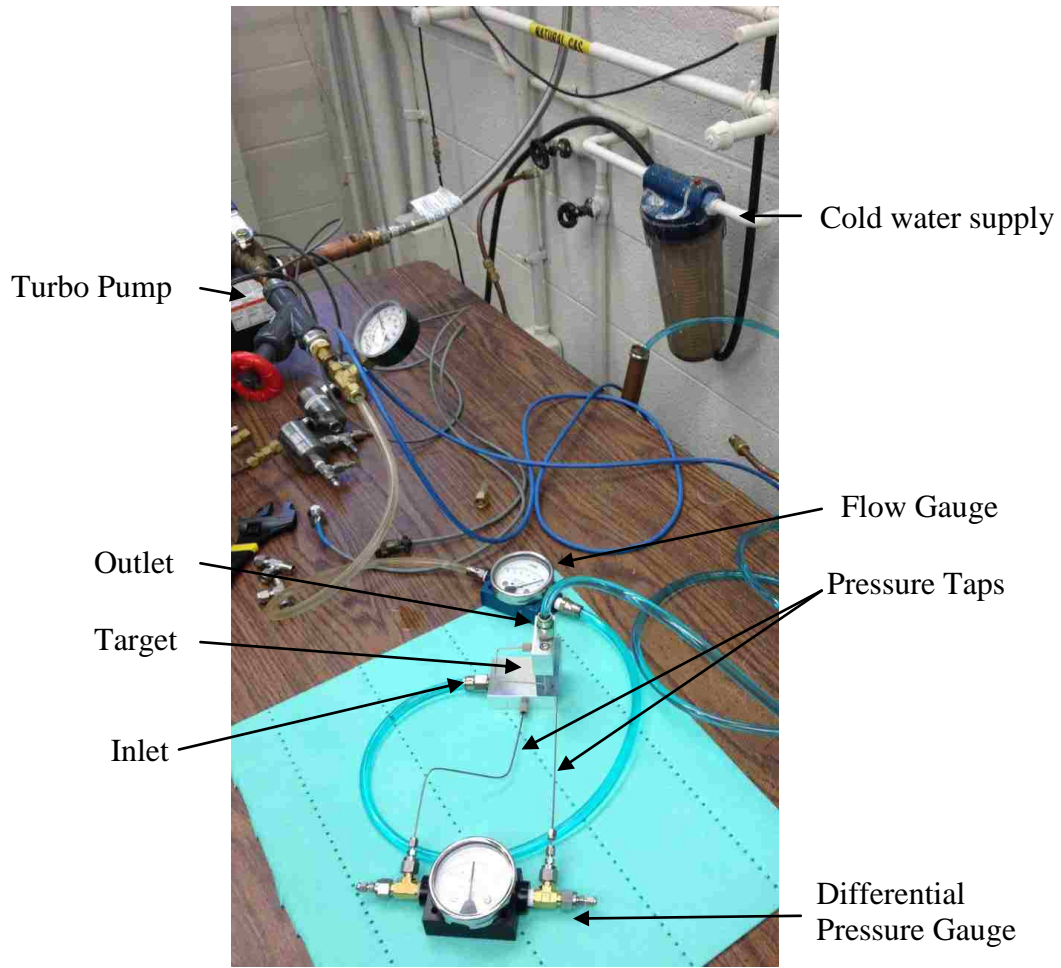 NATURAL GAS
Cold water supply
Turbo Pump
Flow Gauge
Outlet
Pressure Taps
Target
Inlet
Differential
Pressure Gauge